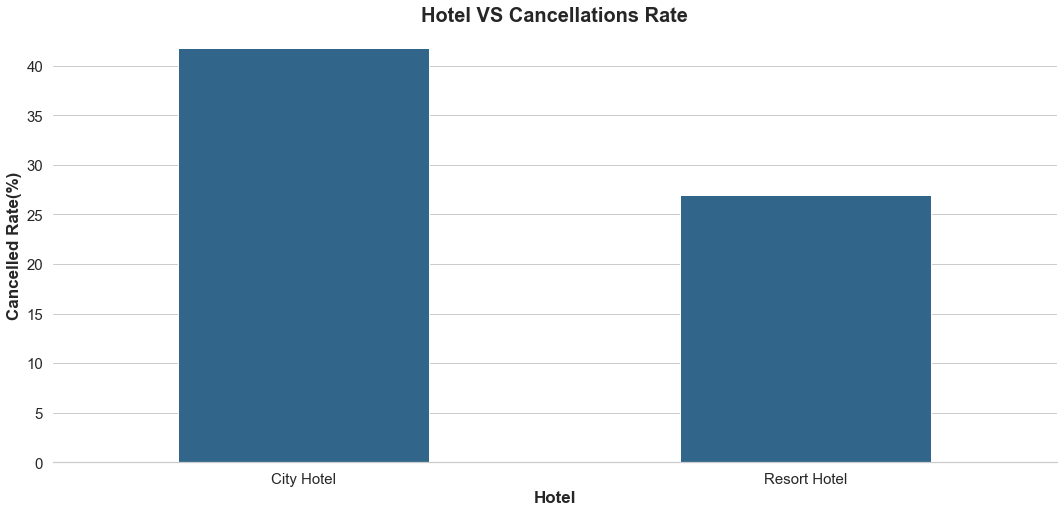 Hotel VS Cancellations Rate
Cancelled Rate(%)
40
35
30
25
20
15
10
5
0
City Hotel
Resort Hotel
Hotel